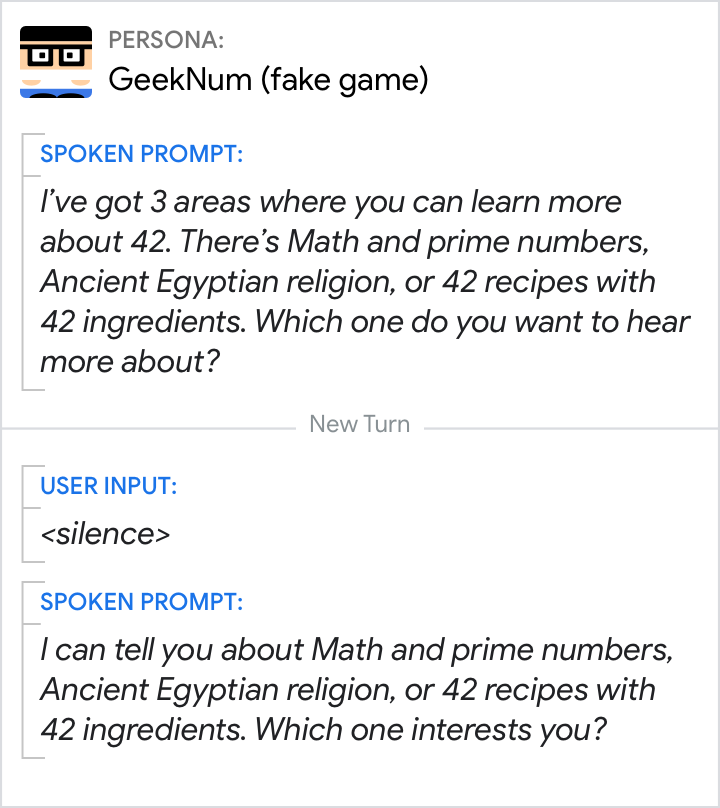 PERSONA:
GeekNum (fake game)
SPOKEN PROMPT:
I’ve got 3 areas where you can learn more
about 42. There’s Math and prime numbers,
Ancient Egyptian religion, or 42 recipes with
42 ingredients. Which one do you want to hear
more about?
New Turn
USER INPUT:
<silence>
SPOKEN PROMPT:
I can tell you about Math and prime numbers,
Ancient Egyptian religion, or 42 recipes with
42 ingredients. Which one interests you?